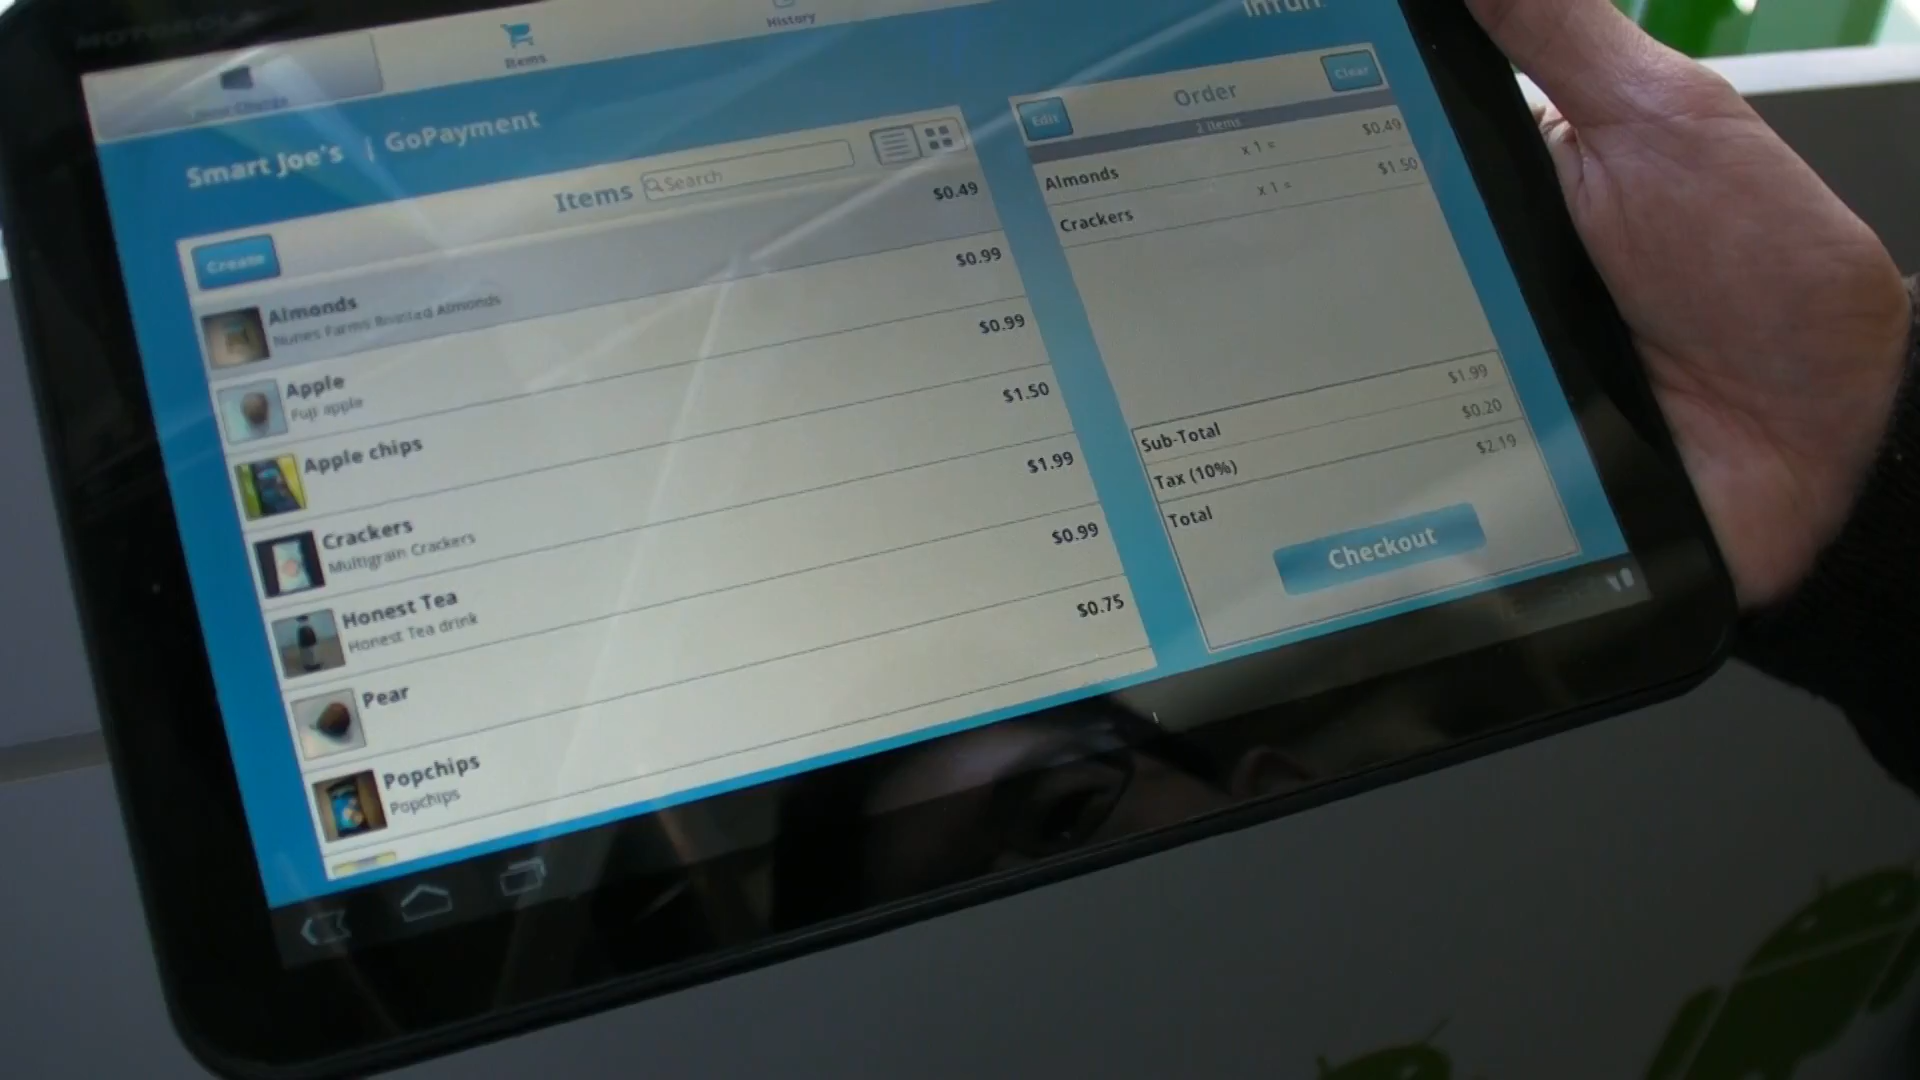 MOTOROLA
Items
History
intuit
Smart Joe's | GoPayment
Items
Search
Create
Almonds
Nunes Farms Roasted Almonds
$0.49
Apple
Fuji apple
$0.99
Apple chips
$0.99
Crackers
Multigrain Crackers
$1.50
Honest Tea
Honest Tea drink
$1.99
Pear
$0.99
Popchips
Popchips
$0.75
Edit
Order
Clear
2 items
Almonds x 1 = $0.49
Crackers x 1 = $1.50
Sub-Total $1.99
Tax (10%) $0.20
Total $2.19
Checkout